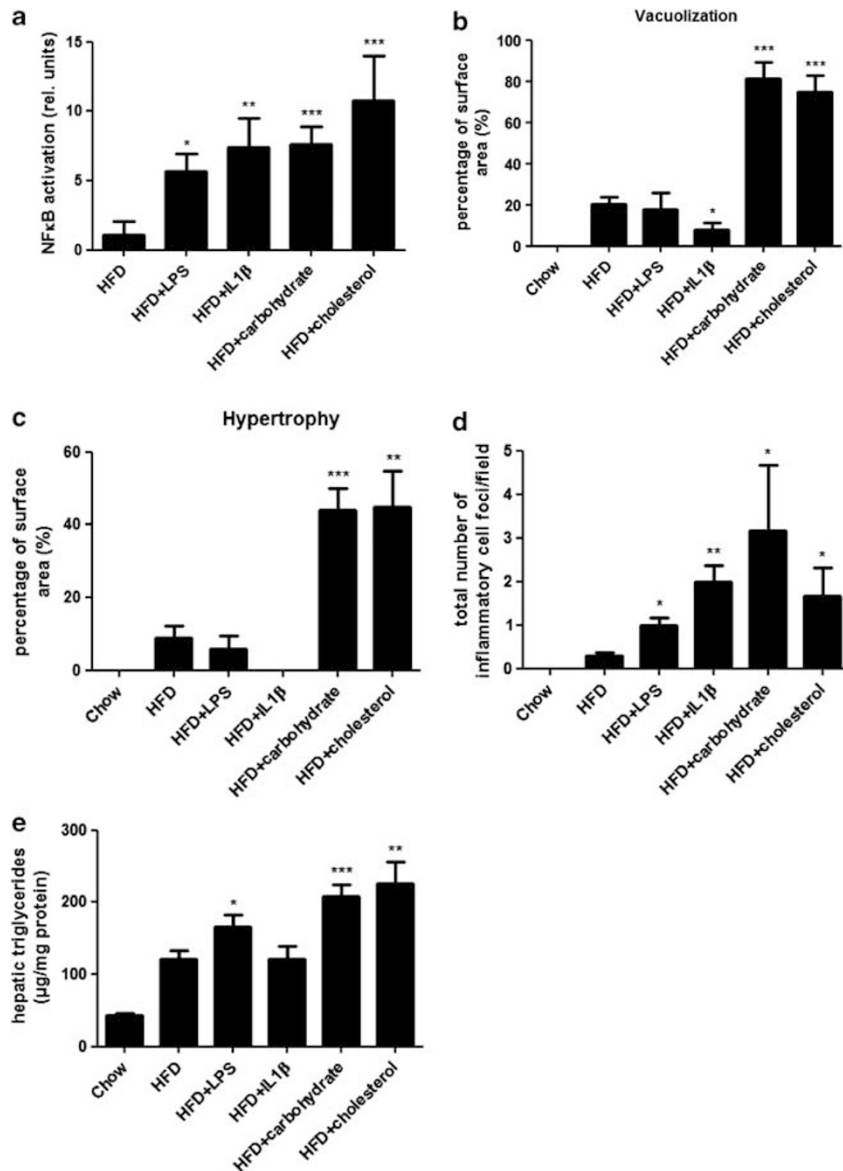 a
NFκB activation (rel. units)
15
10
5
0
*
**
***
***
HFD
HFD+LPS
HFD+IL1β
HFD+carbohydrate
HFD+cholesterol
b
Vacuolization
percentage of surface
area (%)
100
80
60
40
20
0
*
***
***
Chow
HFD
HFD+LPS
HFD+IL1β
HFD+carbohydrate
HFD+cholesterol
c
Hypertrophy
percentage of surface
area (%)
60
40
20
0
***
**
Chow
HFD
HFD+LPS
HFD+IL1β
HFD+carbohydrate
HFD+cholesterol
d
total number of
inflammatory cell foci/field
5
4
3
2
1
0
*
**
*
*
Chow
HFD
HFD+LPS
HFD+IL1β
HFD+carbohydrate
HFD+cholesterol
e
hepatic triglycerides
(µg/mg protein)
300
200
100
0
*
***
**
Chow
HFD
HFD+LPS
HFD+IL1β
HFD+carbohydrate
HFD+cholesterol